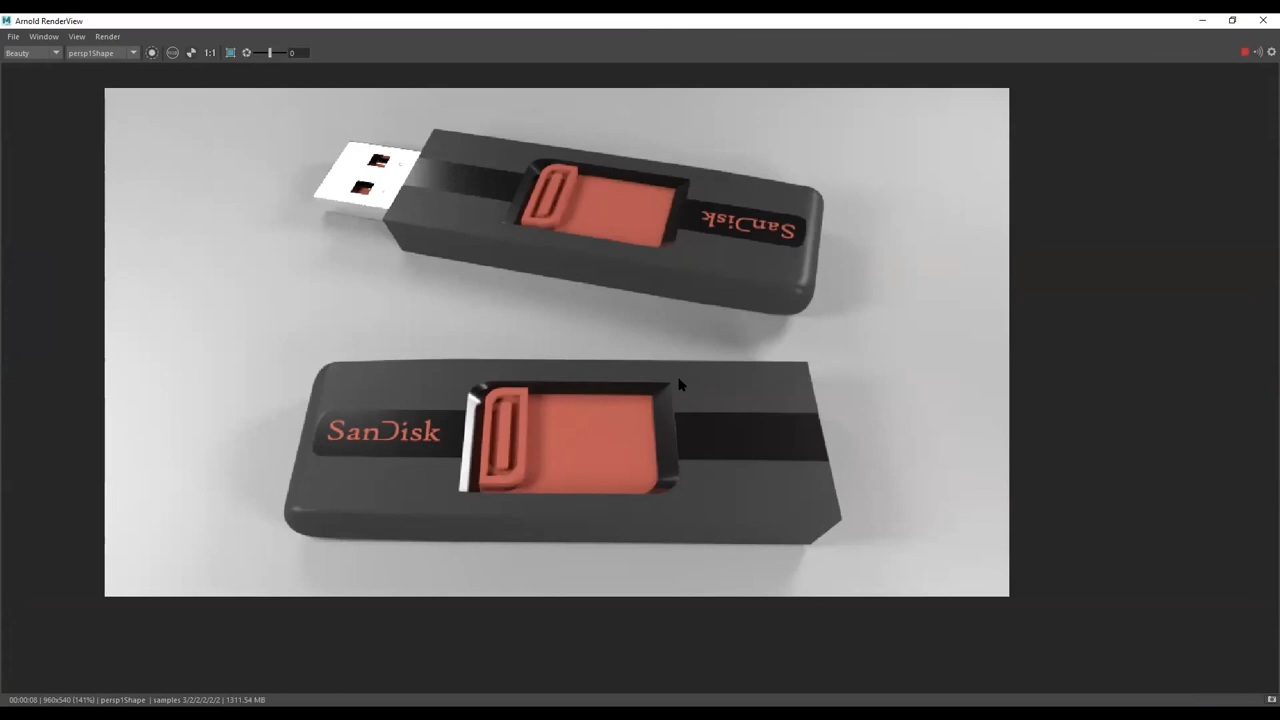 Arnold RenderView
File Window View Render
Beauty persp1Shape 1:1 0
SanDisk
SanDisk
00:00:08 | 960x540 (141%) | persp1Shape | samples 3/2/2/2/2/2 | 1311.54 MB